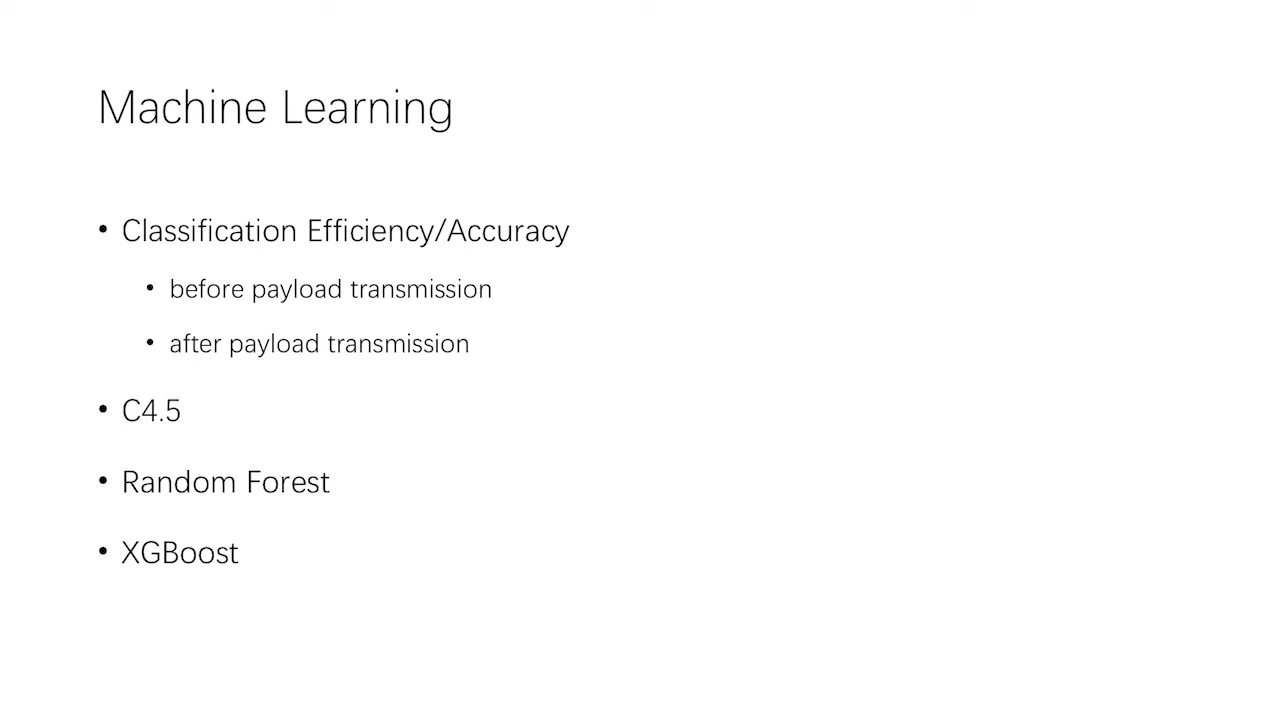 Machine Learning
• Classification Efficiency/Accuracy
• before payload transmission
• after payload transmission
• C4.5
• Random Forest
• XGBoost